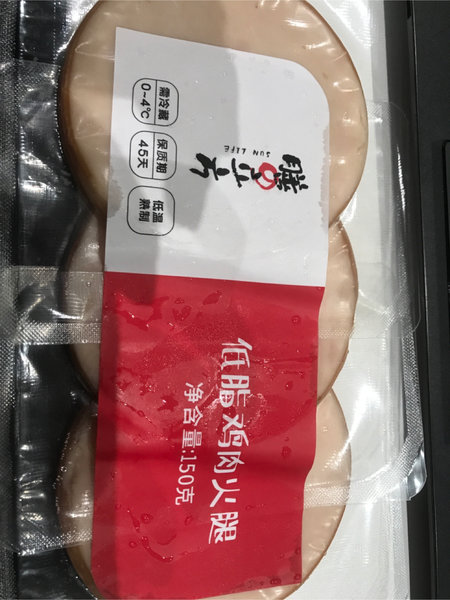 膳立方
SUN LIFE
需冷藏
0~4℃
保质期
45天
低温
熟制
低脂鸡肉火腿
净含量:150克